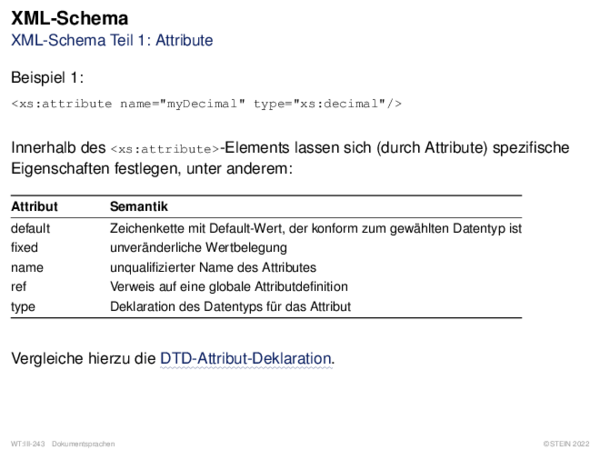 XML-Schema
XML-Schema Teil 1: Attribute
Beispiel 1:
<xs:attribute name="myDecimal" type="xs:decimal"/>
Innerhalb des <xs:attribute>-Elements lassen sich (durch Attribute) spezifische
Eigenschaften festlegen, unter anderem:
Attribut Semantik
default Zeichenkette mit Default-Wert, der konform zum gewählten Datentyp ist
fixed unveränderliche Wertbelegung
name unqualifizierter Name des Attributes
ref Verweis auf eine globale Attributdefinition
type Deklaration des Datentyps für das Attribut
Vergleiche hierzu die DTD-Attribut-Deklaration.
WT:III-243 Dokumentsprachen ©STEIN 2022